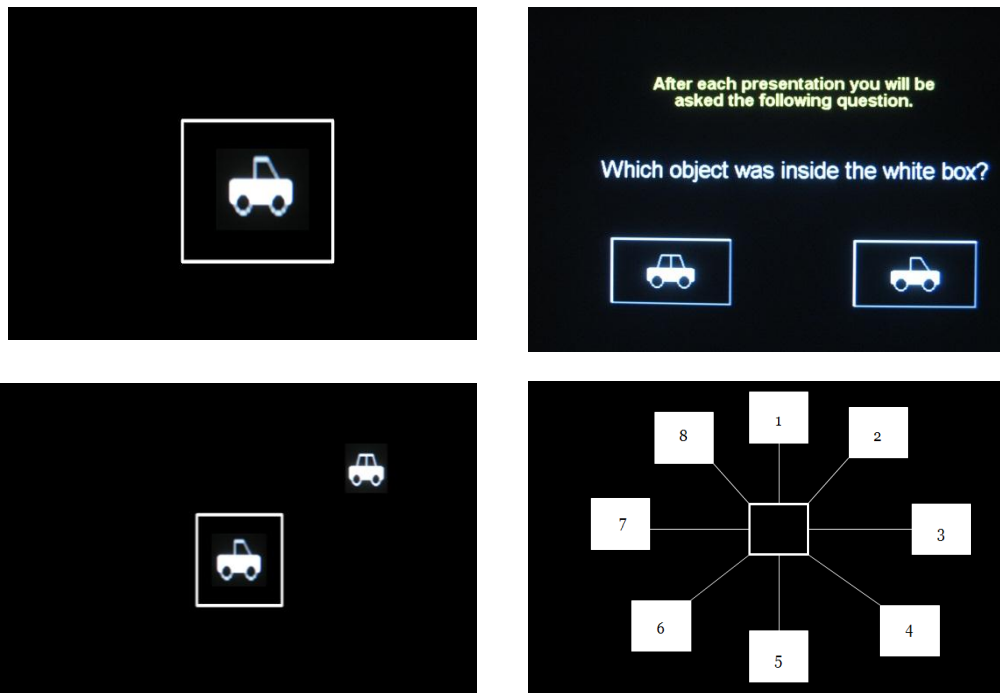 After each presentation you will be
asked the following question.
Which object was inside the white box?
1
8
2
7
3
6
4
5